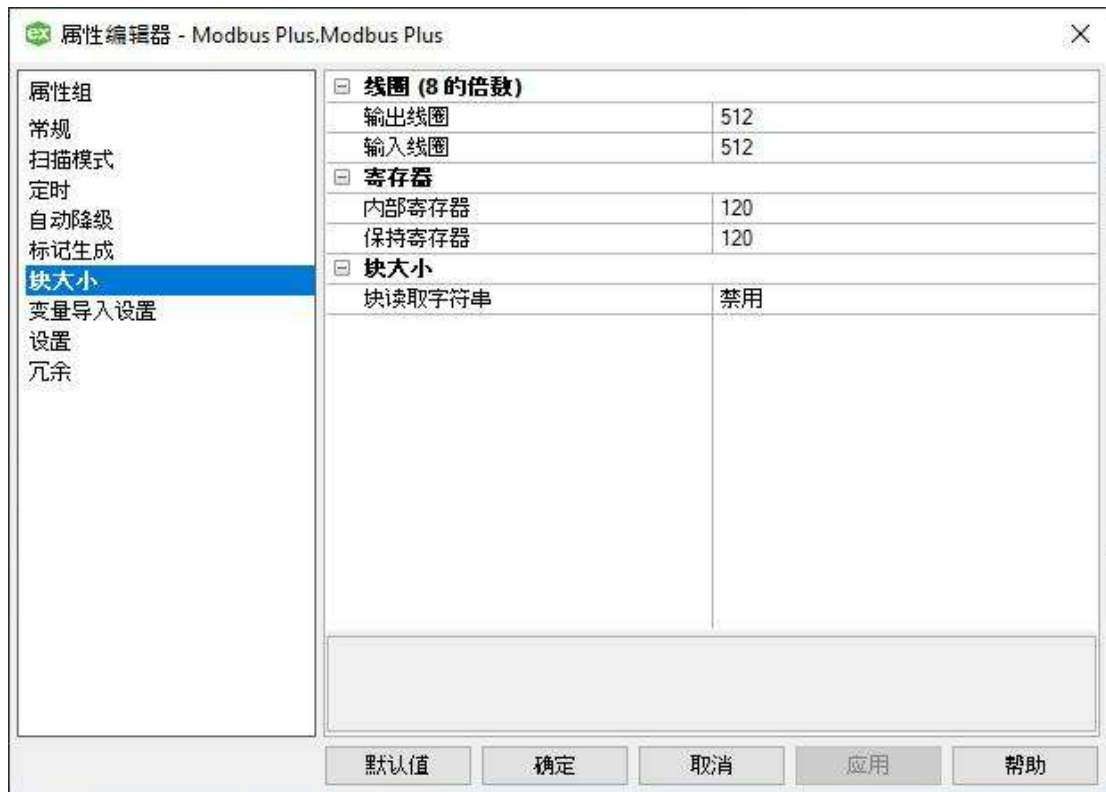 ex 属性编辑器 - Modbus Plus.Modbus Plus
属性组
常规
扫描模式
定时
自动降级
标记生成
块大小
变量导入设置
设置
冗余
线圈 (8 的倍数)
输出线圈 512
输入线圈 512
寄存器
内部寄存器 120
保持寄存器 120
块大小
块读取字符串 禁用
默认值 确定 取消 应用 帮助